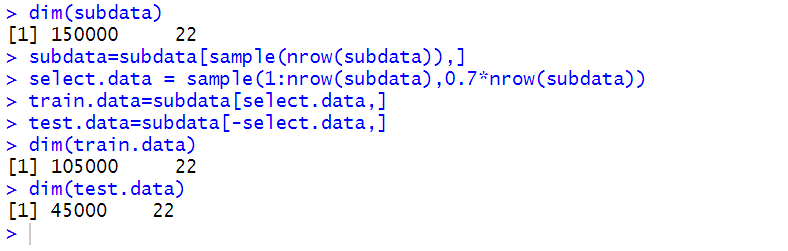 > dim(subdata)
[1] 150000     22
> subdata=subdata[sample(nrow(subdata)),]
> select.data = sample(1:nrow(subdata),0.7*nrow(subdata))
> train.data=subdata[select.data,]
> test.data=subdata[-select.data,]
> dim(train.data)
[1] 105000     22
> dim(test.data)
[1] 45000    22
>